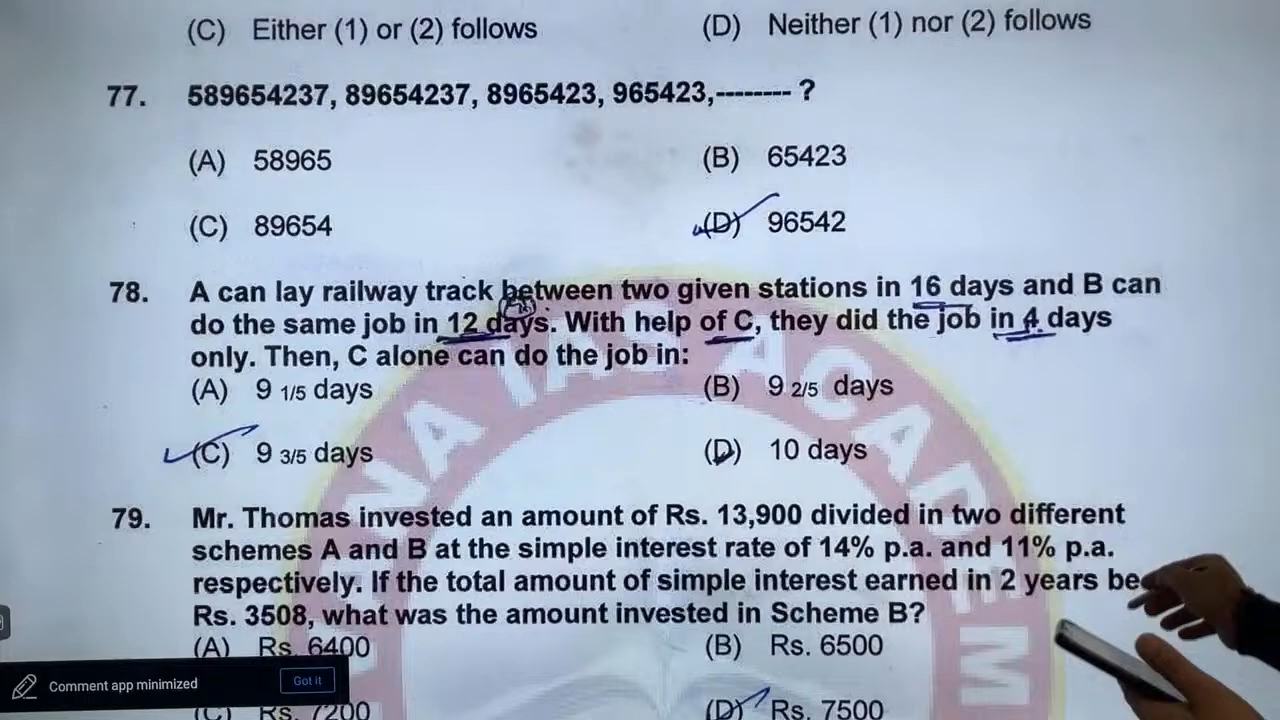 (C) Either (1) or (2) follows (D) Neither (1) nor (2) follows
77. 589654237, 89654237, 8965423, 965423,-------- ?
(A) 58965 (B) 65423
(C) 89654 (D) 96542
78. A can lay railway track between two given stations in 16 days and B can
do the same job in 12 days. With help of C, they did the job in 4 days
only. Then, C alone can do the job in:
(A) 9 1/5 days (B) 9 2/5 days
(C) 9 3/5 days (D) 10 days
79. Mr. Thomas invested an amount of Rs. 13,900 divided in two different
schemes A and B at the simple interest rate of 14% p.a. and 11% p.a.
respectively. If the total amount of simple interest earned in 2 years be
Rs. 3508, what was the amount invested in Scheme B?
(A) Rs. 6400 (B) Rs. 6500
Comment app minimized Got it
(C) Rs. 7200 (D) Rs. 7500
NA IAS ACADEM